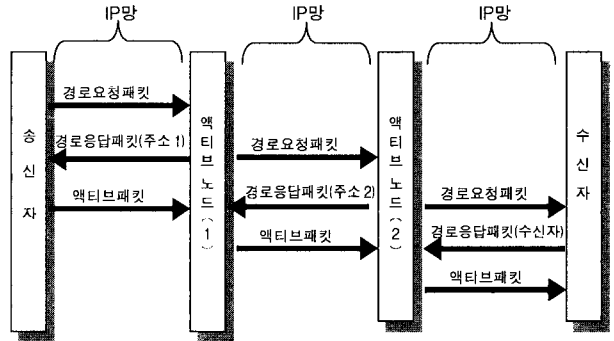 IP망 IP망 IP망
송신자
경로요청패킷
경로응답패킷(주소1)
액티브패킷
액티브노드(1)
경로요청패킷
경로응답패킷(주소2)
액티브패킷
액티브노드(2)
경로요청패킷
경로응답패킷(수신자)
액티브패킷
수신자